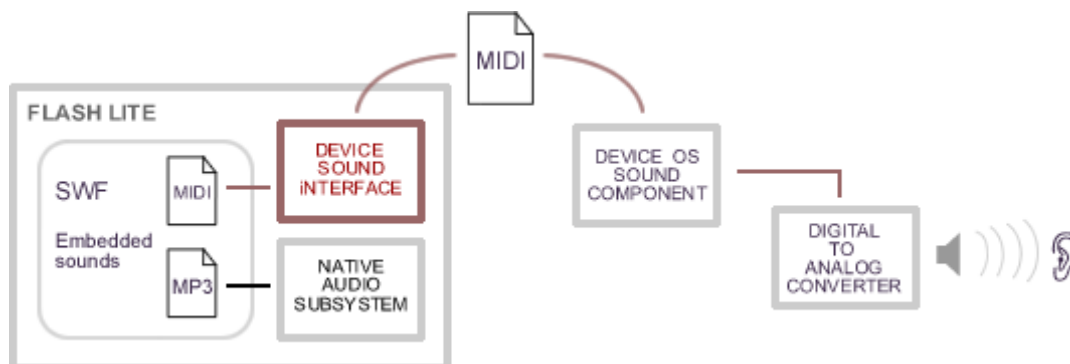 MIDI
FLASH LITE
SWF
Embedded
sounds
MIDI
MP3
DEVICE
SOUND
iNTERFACE
NATIVE
AUDIO
SUBSYSTEM
DEVICE OS
SOUND
COMPONENT
DIGITAL
TO
ANALOG
CONVERTER